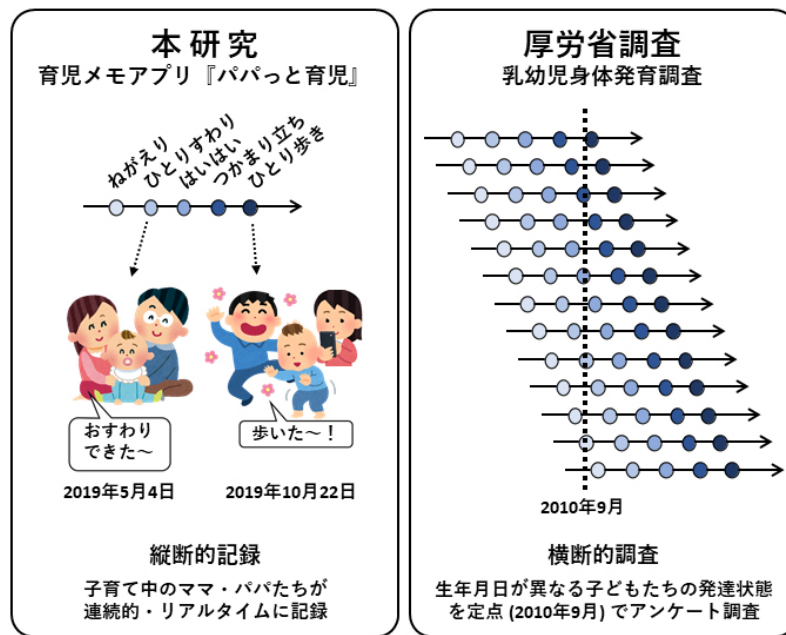 本研究
育児メモアプリ『パパっと育児』
ねがえり
ひとりすわり
はいはい
つかまり立ち
ひとり歩き
おすわり
できた～
歩いた～！
2019年5月4日
2019年10月22日
縦断的記録
子育て中のママ・パパたちが
連続的・リアルタイムに記録
厚労省調査
乳幼児身体発育調査
2010年9月
横断的調査
生年月日が異なる子どもたちの発達状態
を定点 (2010年9月) でアンケート調査